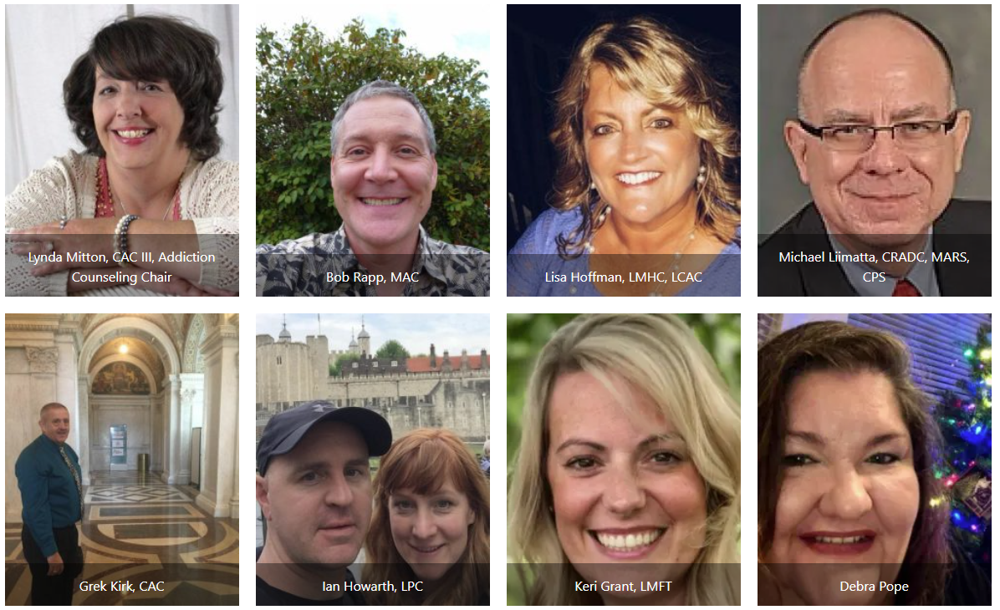 Lynda Mitton, CAC III, Addiction
Counseling Chair
Bob Rapp, MAC
Lisa Hoffman, LMHC, LCAC
Michael Liimatta, CRADC, MARS,
CPS
Grek Kirk, CAC
Ian Howarth, LPC
Keri Grant, LMFT
Debra Pope